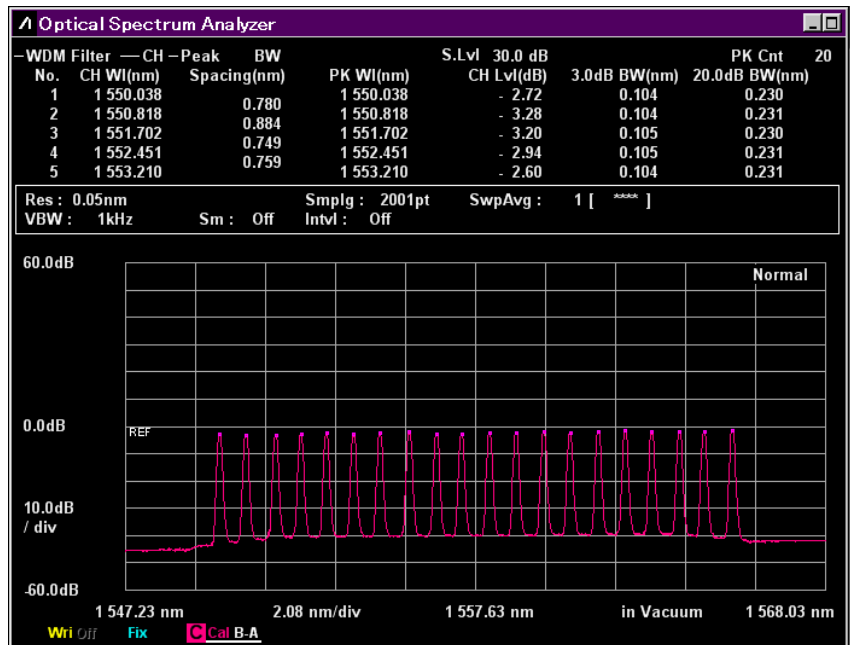 Optical Spectrum Analyzer
WDM Filter — CH – Peak BW S.Lvl 30.0 dB PK Cnt 20
No. CH Wl(nm) Spacing(nm) PK Wl(nm) CH Lvl(dB) 3.0dB BW(nm) 20.0dB BW(nm)
1 1 550.038 1 550.038 - 2.72 0.104 0.230
0.780
2 1 550.818 1 550.818 - 3.28 0.104 0.231
0.884
3 1 551.702 1 551.702 - 3.20 0.105 0.230
0.749
4 1 552.451 1 552.451 - 2.94 0.105 0.231
0.759
5 1 553.210 1 553.210 - 2.60 0.104 0.231
Res : 0.05nm Smplg : 2001pt SwpAvg : 1 [ **** ]
VBW : 1kHz Sm : Off Intvl : Off
60.0dB
Normal
0.0dB
REF
10.0dB
/ div
-60.0dB
1 547.23 nm 2.08 nm/div 1 557.63 nm in Vacuum 1 568.03 nm
Wri Off Fix C Cal B-A